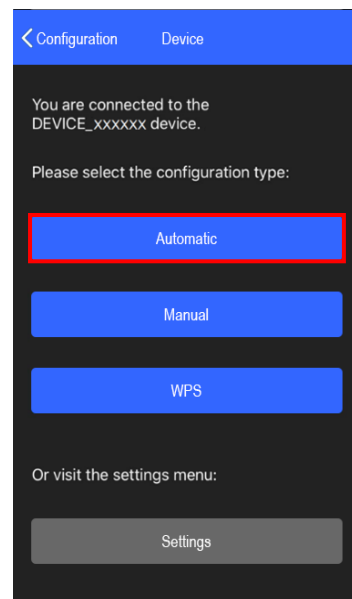 Configuration Device
You are connected to the
DEVICE_xxxxxx device.
Please select the configuration type:
Automatic
Manual
WPS
Or visit the settings menu:
Settings